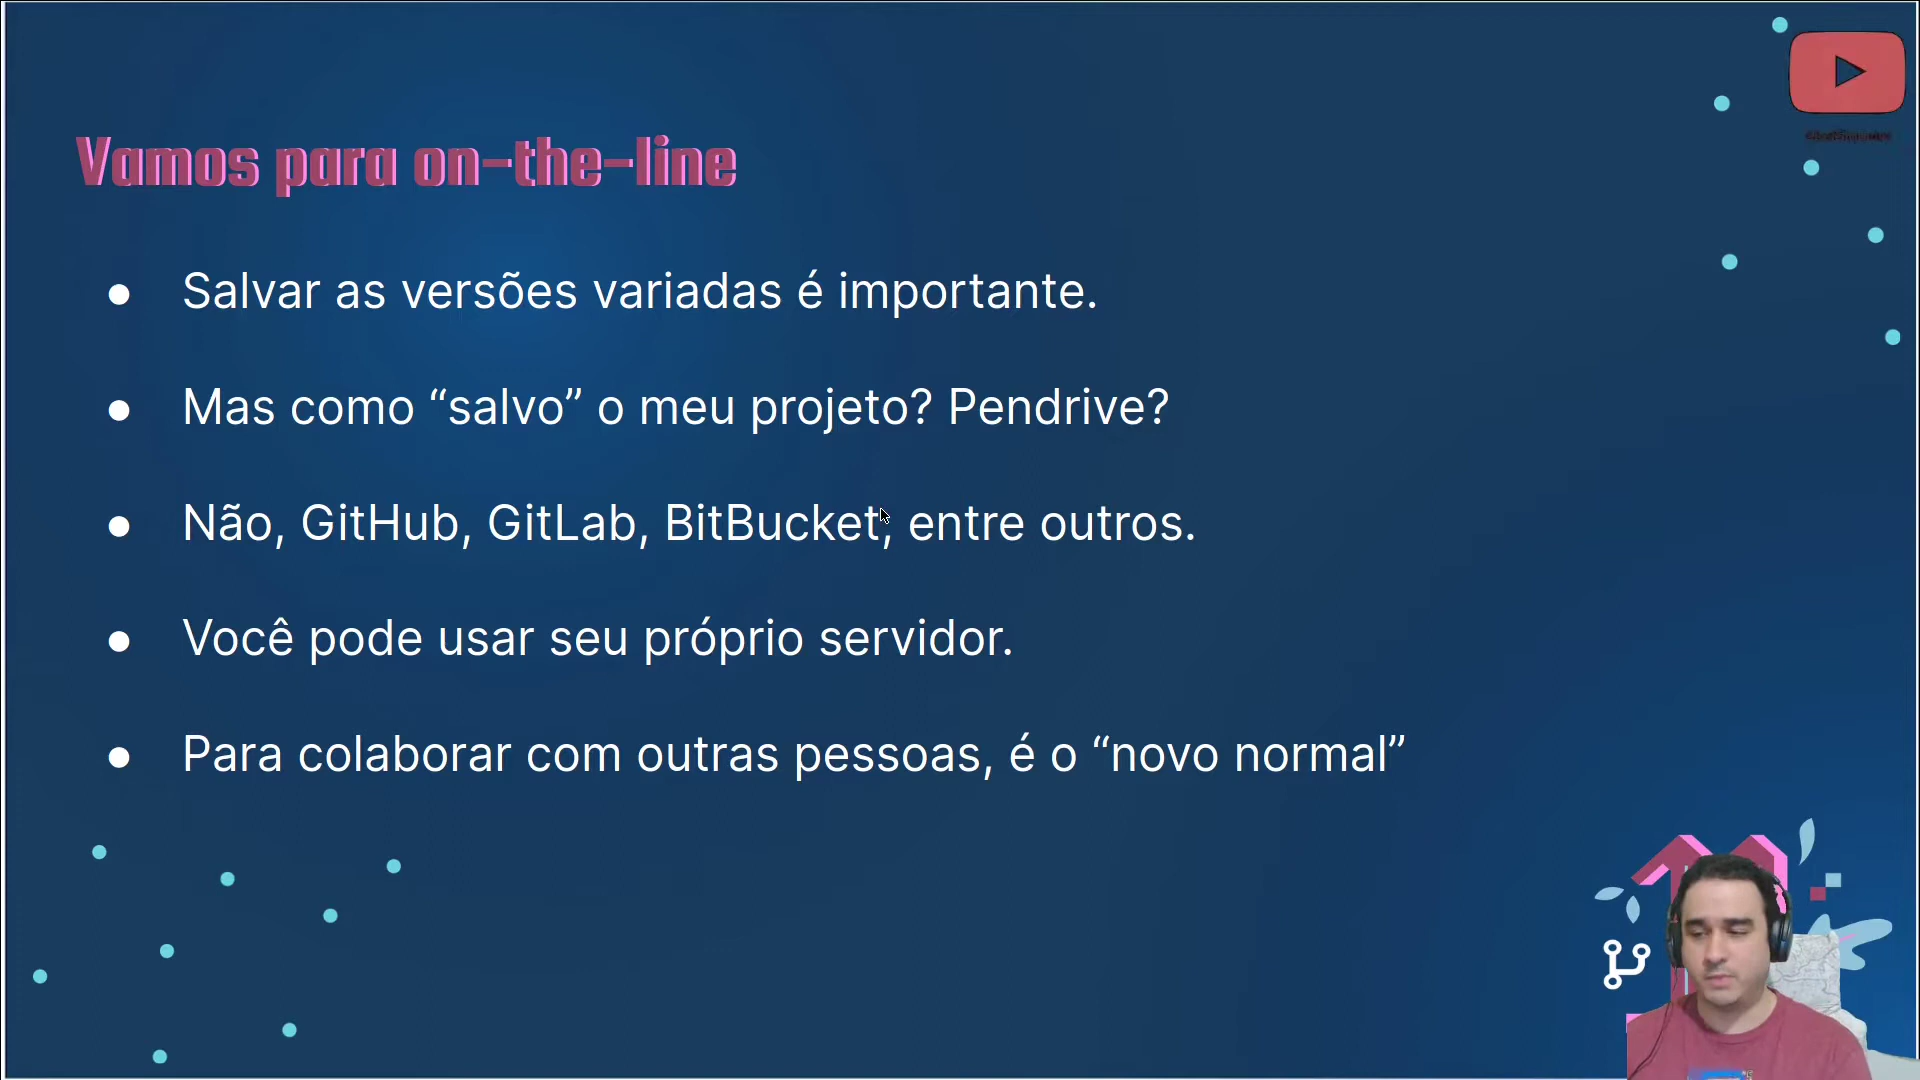 Vamos para on-the-line
● Salvar as versões variadas é importante.
● Mas como “salvo” o meu projeto? Pendrive?
● Não, GitHub, GitLab, BitBucket, entre outros.
● Você pode usar seu próprio servidor.
● Para colaborar com outras pessoas, é o “novo normal”